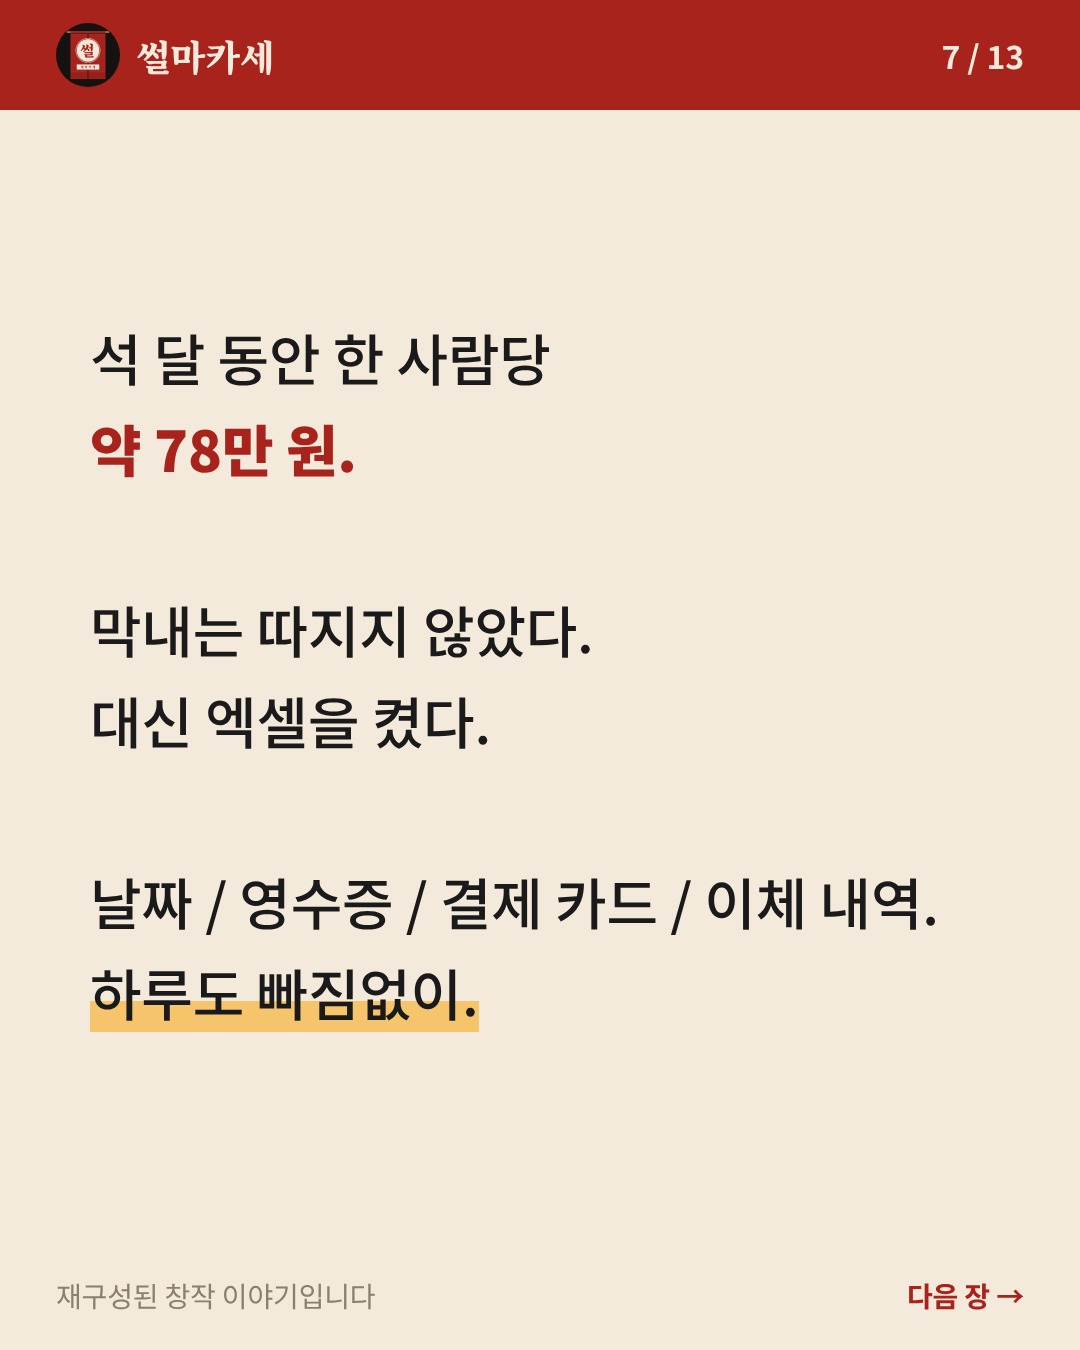 썰
썰마카세
7 / 13
석 달 동안 한 사람당
약 78만 원.
막내는 따지지 않았다.
대신 엑셀을 켰다.
날짜 / 영수증 / 결제 카드 / 이체 내역.
하루도 빠짐없이.
재구성된 창작 이야기입니다
다음 장 →